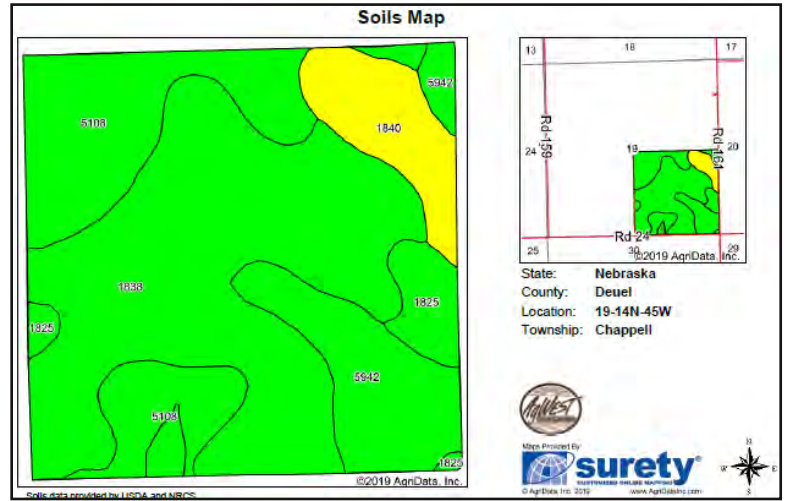 Soils Map
5108
5942
1840
1838
1825
1825
5942
5108
1825
©2019 AgriData, Inc.
Soils data provided by USDA and NRCS.
13
18
17
Rd 159
Rd 161
24
19
20
Rd 24
25
30
29
©2019 AgriData, Inc.
State: Nebraska
County: Deuel
Location: 19-14N-45W
Township: Chappell
AgWest
Maps Provided By:
surety®
CUSTOMIZED ONLINE MAPPING
© AgriData, Inc. 2019 www.AgriDataInc.com
N
W E
S